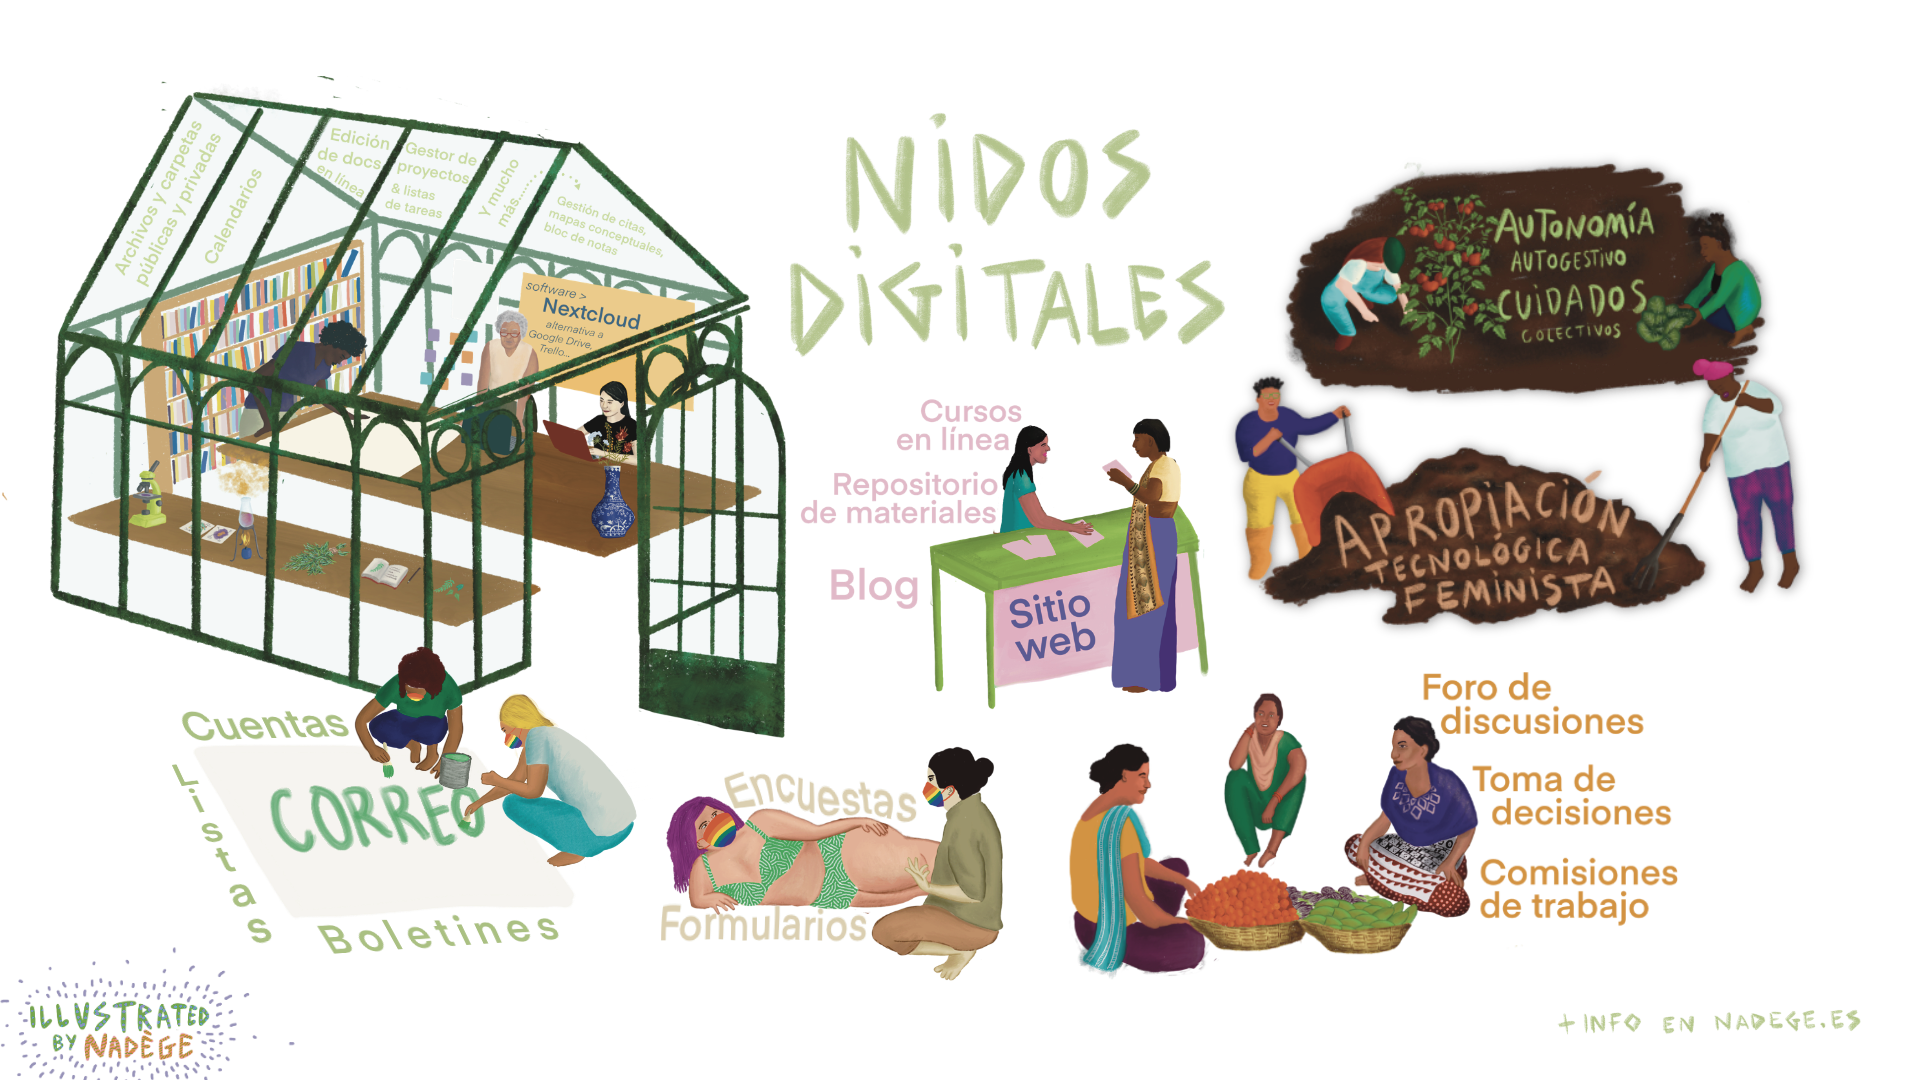 NIDOS
DIGITALES
Archivos y carpetas
públicas y privadas
Calendarios
Edición
de docs
en línea
Gestor de
proyectos
& listas
de tareas
Y mucho
más......
Gestión de citas,
mapas conceptuales,
bloc de notas
software >
Nextcloud
alternativa a
Google Drive,
Trello...
Cursos
en línea
Repositorio
de materiales
Blog
Sitio
web
AUTONOMÍA
AUTOGESTIVO
CUIDADOS
COLECTIVOS
APROPIACIÓN
TECNOLÓGICA
FEMINISTA
Cuentas
Listas
CORREO
Boletines
Encuestas
Formularios
Foro de
discusiones
Toma de
decisiones
Comisiones
de trabajo
ILLUSTRATED
BY NADÈGE
+ INFO EN NADEGE.ES